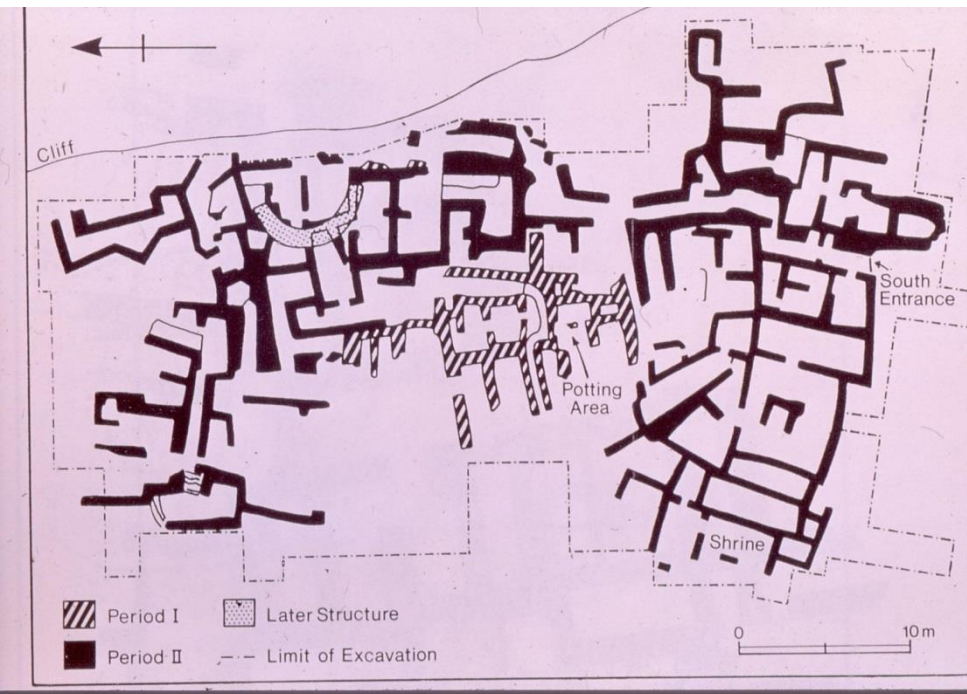 Cliff
South
Entrance
Potting
Area
Shrine
Period I
Later Structure
Period II
Limit of Excavation
0
10 m